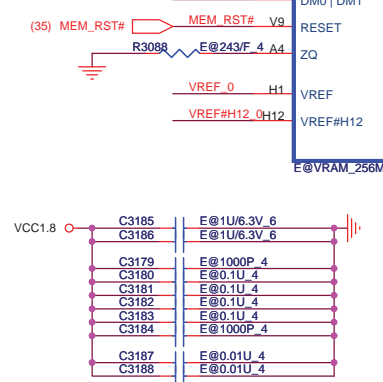 DM0 | DM1
(35) MEM_RST# MEM_RST# V9 RESET
R3088 E@243/F_4 A4 ZQ
VREF_0 H1 VREF
VREF#H12_0 H12 VREF#H12
E@VRAM_256M
VCC1.8 C3185 E@1U/6.3V_6
C3186 E@1U/6.3V_6
C3179 E@1000P_4
C3180 E@0.1U_4
C3181 E@0.1U_4
C3182 E@0.1U_4
C3183 E@0.1U_4
C3184 E@1000P_4
C3187 E@0.01U_4
C3188 E@0.01U_4